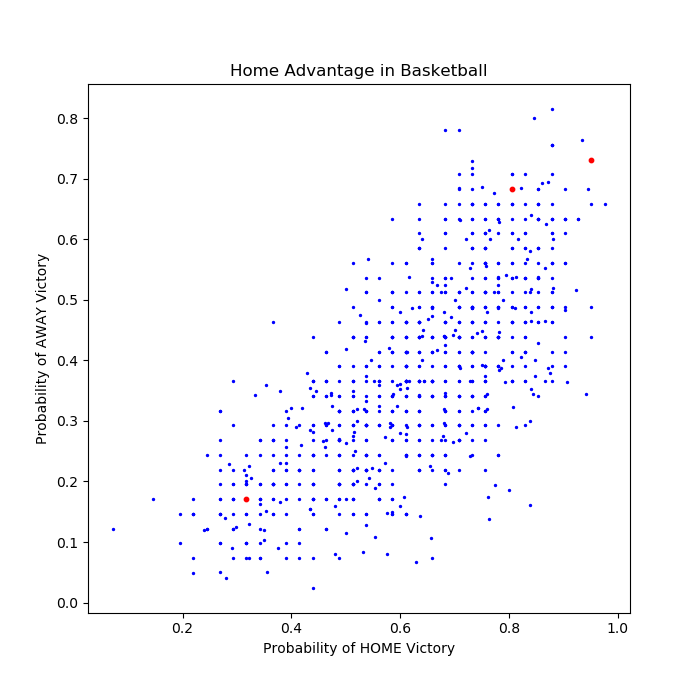 Home Advantage in Basketball
0.8
0.7
0.6
0.5
0.4
0.3
0.2
0.1
0.0
Probability of AWAY Victory
0.2 0.4 0.6 0.8 1.0
Probability of HOME Victory